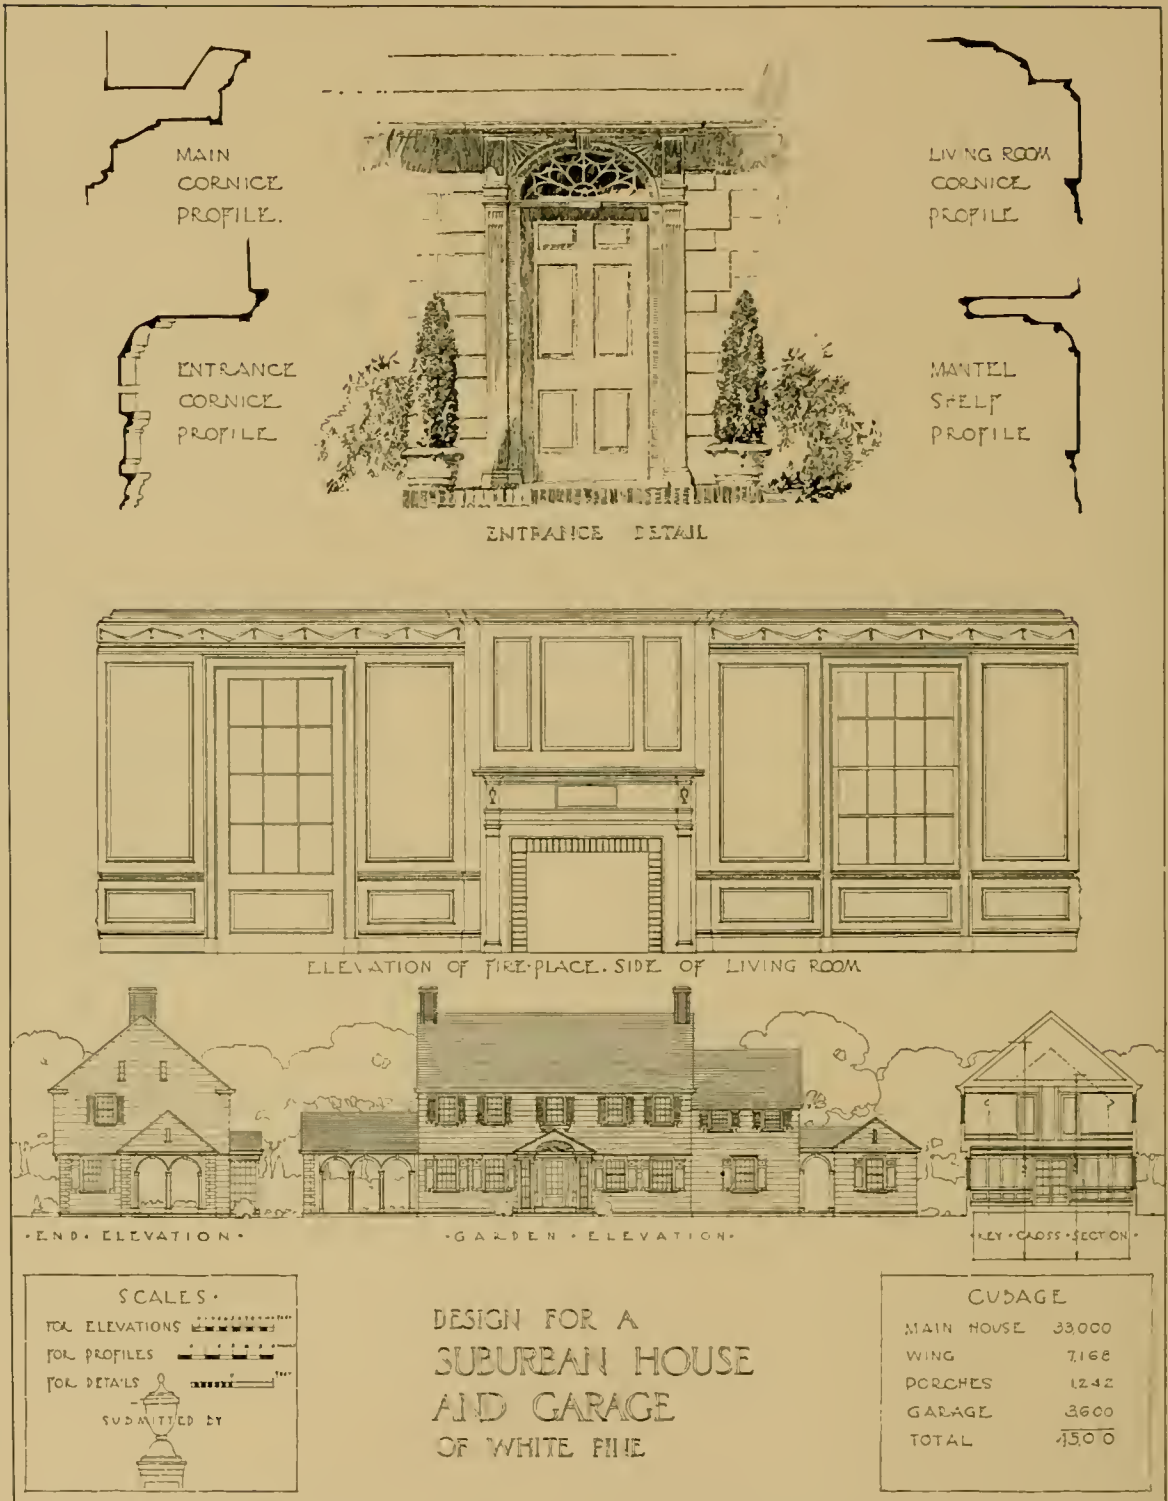 MAIN
CORNICE
PROFILE.
LIVING ROOM
CORNICE
PROFILE
ENTRANCE
CORNICE
PROFILE
MANTEL
SHELF
PROFILE
ENTRANCE DETAIL
ELEVATION OF FIRE·PLACE. SIDE OF LIVING ROOM
·END· ELEVATION·
·GARDEN · ELEVATION·
·KEY·CROSS·SECTION·
SCALES·
FOR ELEVATIONS
FOR PROFILES
FOR DETAILS
SUBMITTED BY
DESIGN FOR A
SUBURBAN HOUSE
AND GARAGE
OF WHITE PINE
CUBAGE
MAIN HOUSE 33,000
WING 7,168
PORCHES 1,242
GARAGE 3,600
TOTAL